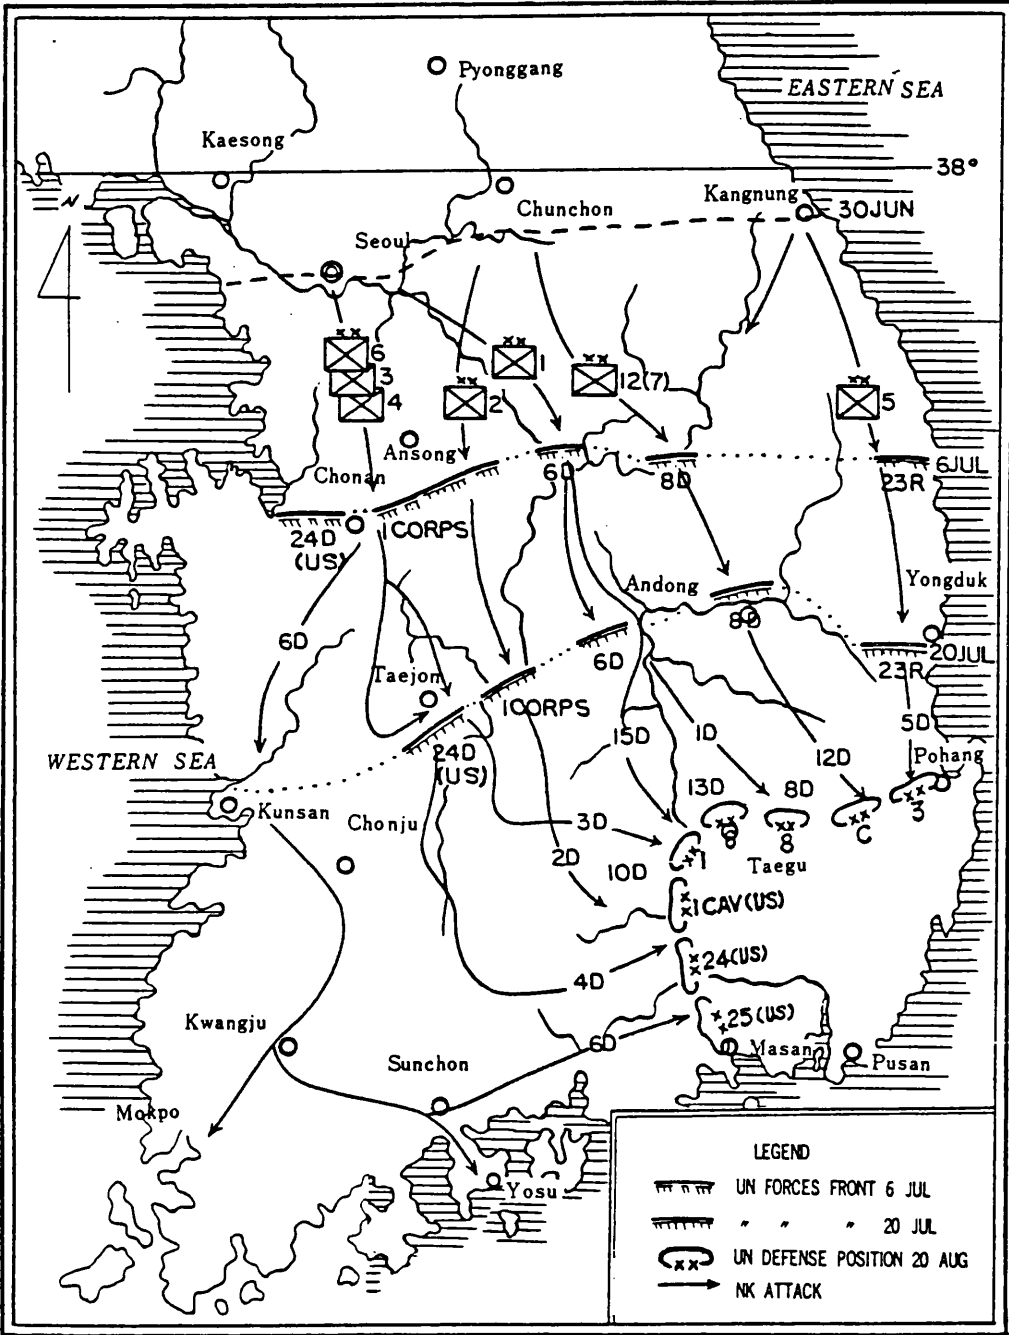 Pyonggang
EASTERN SEA
Kaesong
38°
Kangnung
Chunchon
30JUN
N
Seoul
6
3
4
1
2
12(7)
5
Ansong
Chonan
6D
8D
6JUL
23R
24D
(US)
1CORPS
Andong
Yongduk
8D
6D
6D
20JUL
23R
Taejon
1CORPS
5D
15D
1D
24D
(US)
WESTERN SEA
12D
Pohang
13D
8D
Kunsan
Chonju
3D
3
8
C
2D
1
10D
Taegu
1CAV(US)
24(US)
4D
25(US)
Kwangju
6D
Masan
Sunchon
Pusan
Mokpo
Yosu
LEGEND
UN FORCES FRONT 6 JUL
" " " 20 JUL
UN DEFENSE POSITION 20 AUG
NK ATTACK